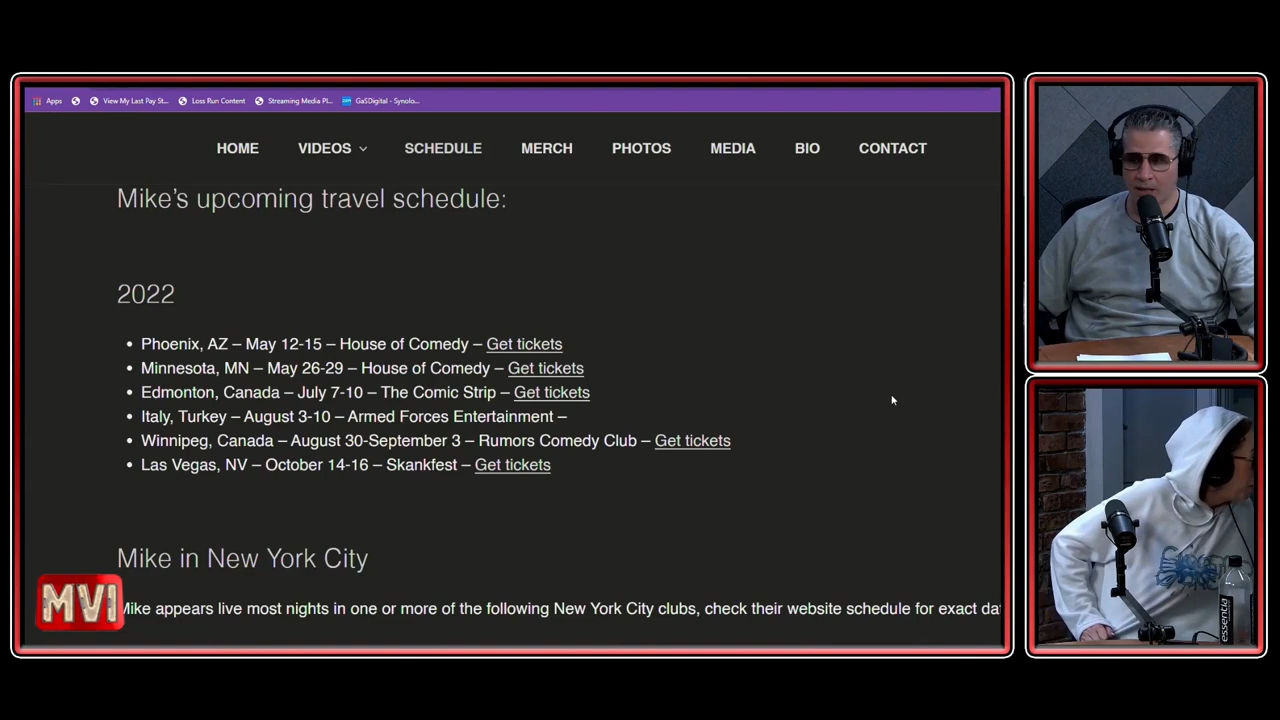 Apps View My Last Pay St... Loss Run Content Streaming Media Pl... GaSDigital - Synolo...
HOME VIDEOS SCHEDULE MERCH PHOTOS MEDIA BIO CONTACT
Mike's upcoming travel schedule:
2022
• Phoenix, AZ – May 12-15 – House of Comedy – Get tickets
• Minnesota, MN – May 26-29 – House of Comedy – Get tickets
• Edmonton, Canada – July 7-10 – The Comic Strip – Get tickets
• Italy, Turkey – August 3-10 – Armed Forces Entertainment –
• Winnipeg, Canada – August 30-September 3 – Rumors Comedy Club – Get tickets
• Las Vegas, NV – October 14-16 – Skankfest – Get tickets
Mike in New York City
Mike appears live most nights in one or more of the following New York City clubs, check their website schedule for exact dat
MVI
essentia